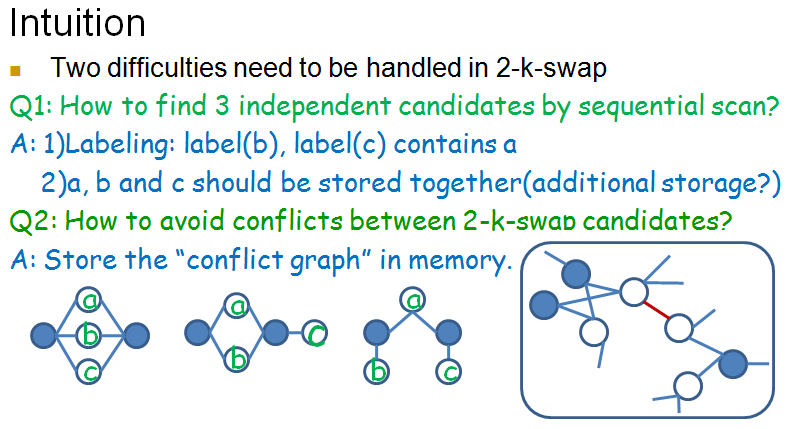 Intuition
Two difficulties need to be handled in 2-k-swap
Q1: How to find 3 independent candidates by sequential scan?
A: 1)Labeling: label(b), label(c) contains a
2)a, b and c should be stored together(additional storage?)
Q2: How to avoid conflicts between 2-k-swap candidates?
A: Store the “conflict graph” in memory.
a
b
c
a
b
c
a
b
c